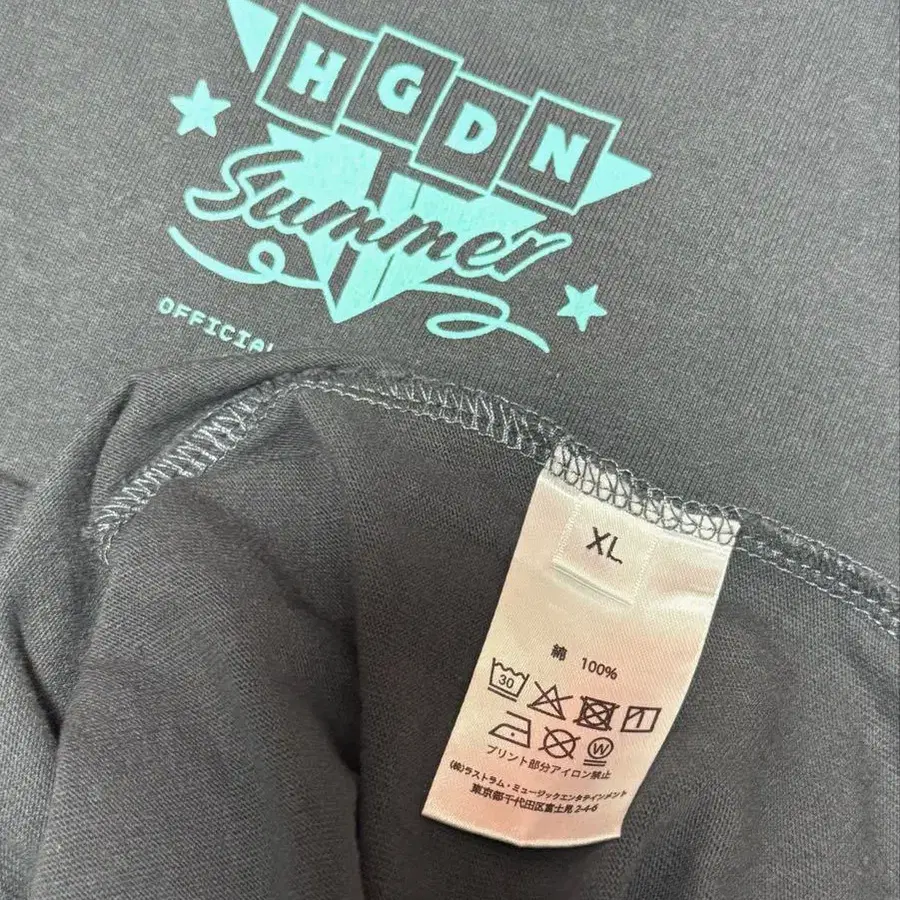 HGDN
Summer
OFFICIAL
XL
綿 100%
30
W
プリント部分アイロン禁止
(株)ラストラム・ミュージックエンタテインメント
東京都千代田区富士見2-4-6